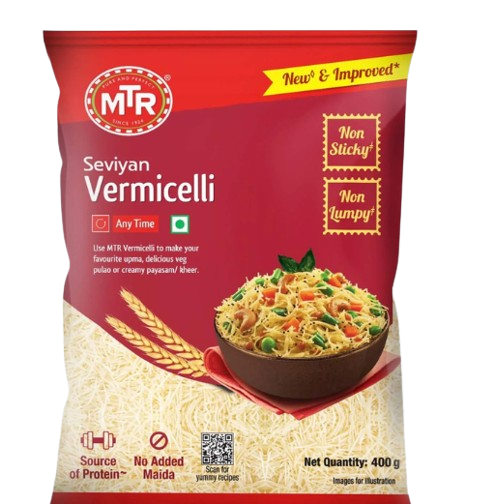 New◊ & Improved*
PURE AND PERFECT
MTR®
SINCE 1924
Non
Sticky‡
Seviyan
Vermicelli
Non
Lumpy‡
Any Time
Use MTR Vermicelli to make your
favourite upma, delicious veg
pulao or creamy payasam/ kheer.
Source
of Protein~
No Added
Maida
Scan for
yummy recipes
Net Quantity: 400 g
Images for illustration